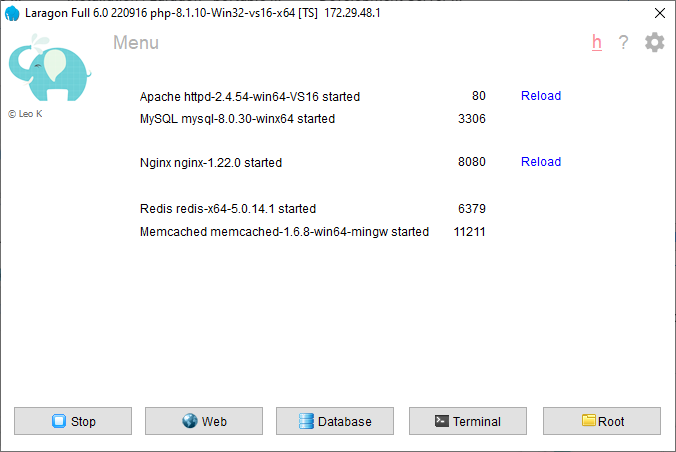 Laragon Full 6.0 220916 php-8.1.10-Win32-vs16-x64 [TS] 172.29.48.1
Menu h ?
© Leo K
Apache httpd-2.4.54-win64-VS16 started 80 Reload
MySQL mysql-8.0.30-winx64 started 3306
Nginx nginx-1.22.0 started 8080 Reload
Redis redis-x64-5.0.14.1 started 6379
Memcached memcached-1.6.8-win64-mingw started 11211
Stop Web Database Terminal Root